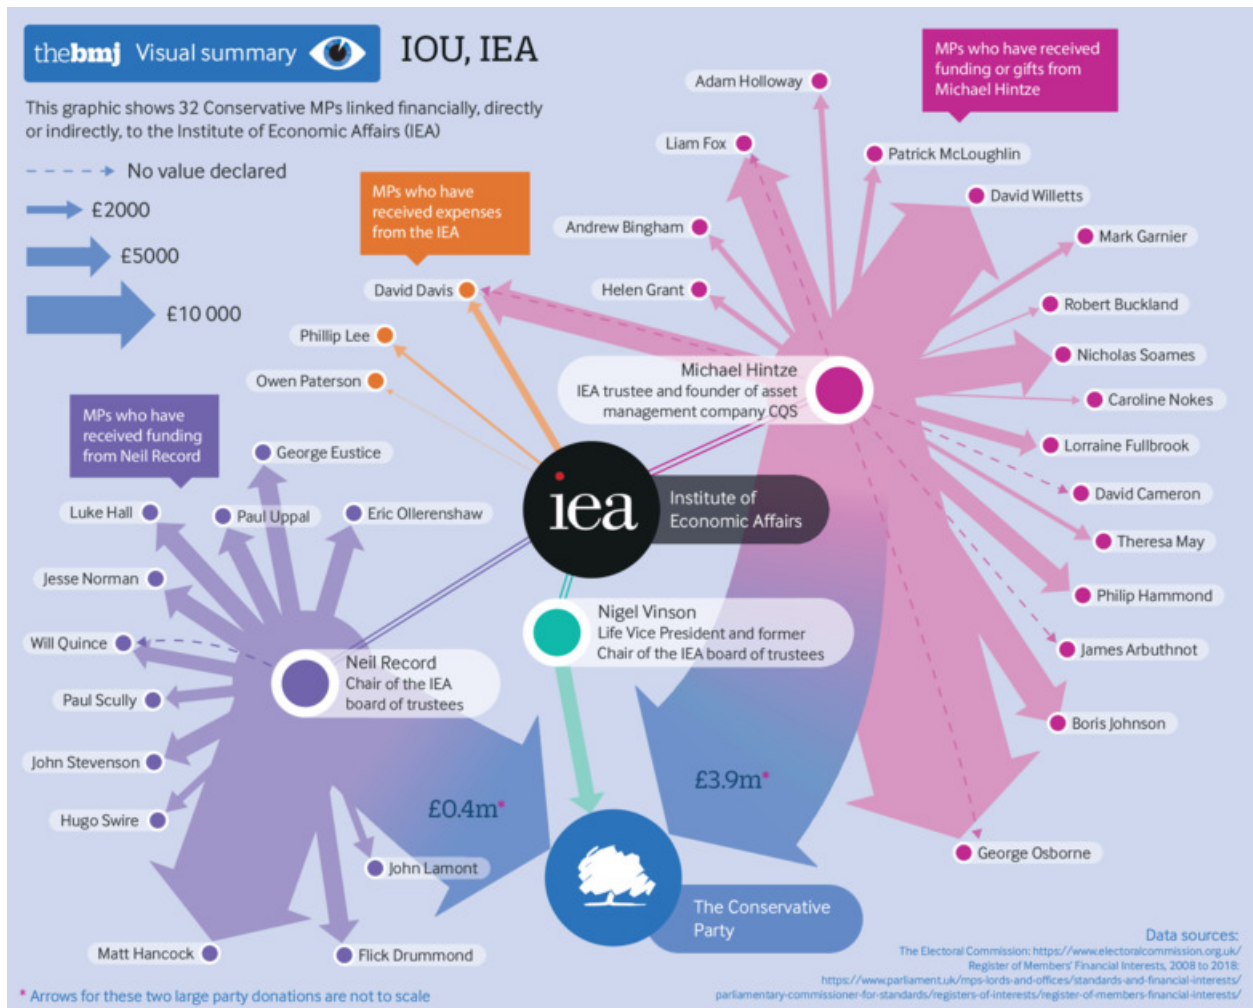 thebmj Visual summary
IOU, IEA
This graphic shows 32 Conservative MPs linked financially, directly
or indirectly, to the Institute of Economic Affairs (IEA)
No value declared
£2000
£5000
£10 000
MPs who have
received expenses
from the IEA
MPs who have received
funding or gifts from
Michael Hintze
Adam Holloway
Liam Fox
Patrick McLoughlin
David Willetts
Andrew Bingham
Mark Garnier
David Davis
Helen Grant
Robert Buckland
Phillip Lee
Nicholas Soames
Owen Paterson
Michael Hintze
IEA trustee and founder of asset
management company CQS
Caroline Nokes
Lorraine Fullbrook
MPs who have
received funding
from Neil Record
George Eustice
David Cameron
Luke Hall
Paul Uppal
Eric Ollerenshaw
iea
Institute of
Economic Affairs
Theresa May
Jesse Norman
Philip Hammond
Will Quince
Nigel Vinson
Life Vice President and former
Chair of the IEA board of trustees
James Arbuthnot
Neil Record
Chair of the IEA
board of trustees
Paul Scully
Boris Johnson
John Stevenson
£3.9m*
Hugo Swire
£0.4m*
George Osborne
John Lamont
The Conservative
Party
Matt Hancock
Flick Drummond
Data sources:
The Electoral Commission: https://www.electoralcommission.org.uk/
Register of Members' Financial Interests, 2008 to 2018:
https://www.parliament.uk/mps-lords-and-offices/standards-and-financial-interests/
parliamentary-commissioner-for-standards/registers-of-interests/register-of-members-financial-interests/
* Arrows for these two large party donations are not to scale